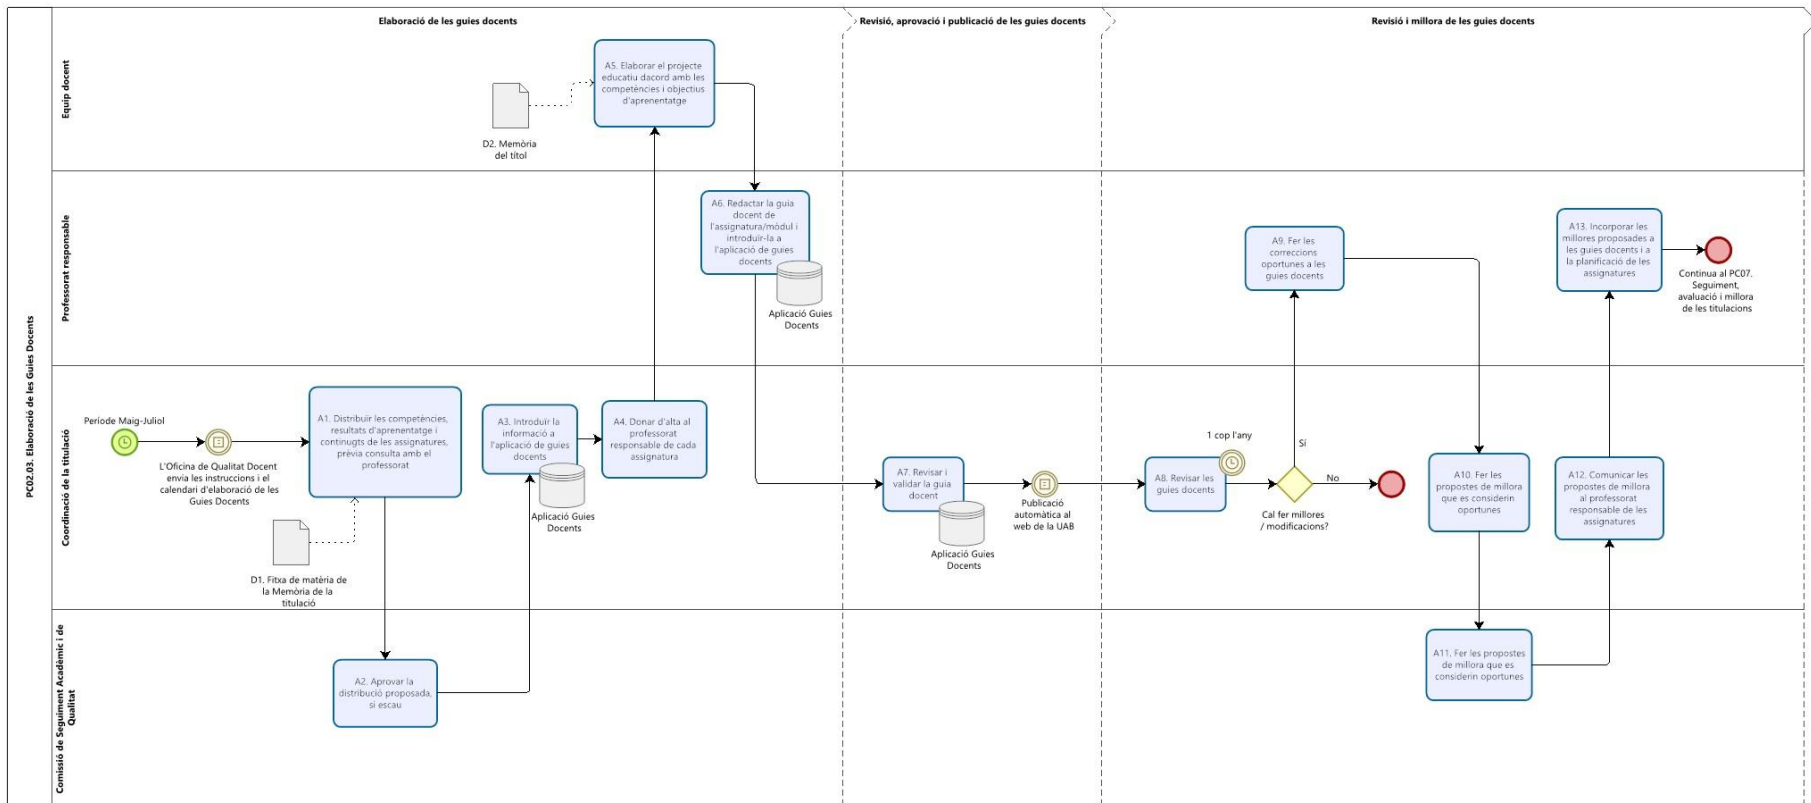 PC02.03. Elaboració de les Guies Docents
Elaboració de les guies docents
Revisió, aprovació i publicació de les guies docents
Revisió i millora de les guies docents
Equip docent
D2. Memòria
del títol
A5. Elaborar el projecte
educatiu dacord amb les
competències i objectius
d'aprenentatge
Professorat responsable
A6. Redactar la guia
docent de
l'assignatura/mòdul i
introduir-la a
l'aplicació de guies
docents
Aplicació Guies
Docents
A9. Fer les
correccions
oportunes a les
guies docents
A13. Incorporar les
millores proposades a
les guies docents i a
la planificació de les
assignatures
Continua al PC07.
Seguiment,
avaluació i millora
de les titulacions
Coordinació de la titulació
Període Maig-Juliol
L'Oficina de Qualitat Docent
envia les instruccions i el
calendari d'elaboració de les
Guies Docents
A1. Distribuïr les competències,
resultats d'aprenentatge i
continugts de les assignatures,
prèvia consulta amb el
professorat
D1. Fitxa de matèria de
la Memòria de la
titulació
A3. Introduïr la
informació a
l'aplicació de guies
docents
Aplicació Guies
Docents
A4. Donar d'alta al
professorat
responsable de cada
assignatura
A7. Revisar i
validar la guia
docent
Aplicació Guies
Docents
Publicació
automàtica al
web de la UAB
A8. Revisar les
guies docents
1 cop l'any
Sí
No
Cal fer millores
/ modificacions?
A10. Fer les
propostes de millora
que es considerin
oportunes
A12. Comunicar les
propostes de millora
al professorat
responsable de les
assignatures
Comissió de Seguiment Acadèmic i de
Qualitat
A2. Aprovar la
distribució proposada,
si escau
A11. Fer les propostes
de millora que es
considerin oportunes